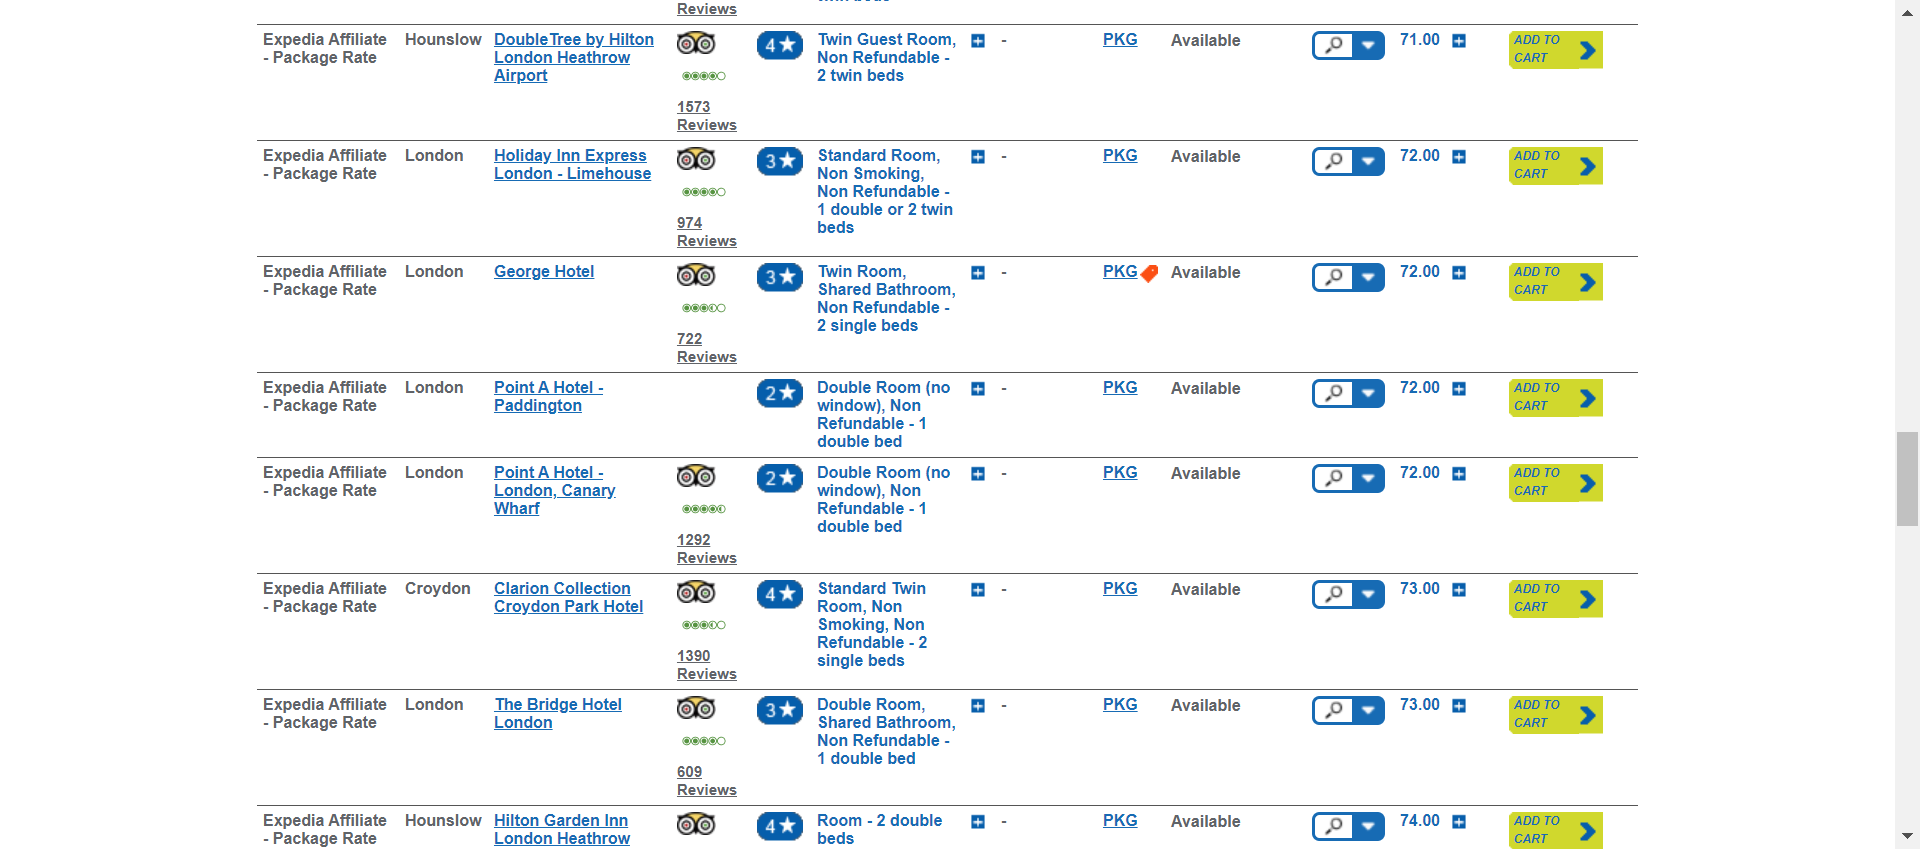 Reviews
Expedia Affiliate
- Package Rate
Hounslow
DoubleTree by Hilton
London Heathrow
Airport
1573
Reviews
4
Twin Guest Room,
Non Refundable -
2 twin beds
-
PKG
Available
71.00
ADD TO
CART
Expedia Affiliate
- Package Rate
London
Holiday Inn Express
London - Limehouse
974
Reviews
3
Standard Room,
Non Smoking,
Non Refundable -
1 double or 2 twin
beds
-
PKG
Available
72.00
ADD TO
CART
Expedia Affiliate
- Package Rate
London
George Hotel
722
Reviews
3
Twin Room,
Shared Bathroom,
Non Refundable -
2 single beds
-
PKG
Available
72.00
ADD TO
CART
Expedia Affiliate
- Package Rate
London
Point A Hotel -
Paddington
2
Double Room (no
window), Non
Refundable - 1
double bed
-
PKG
Available
72.00
ADD TO
CART
Expedia Affiliate
- Package Rate
London
Point A Hotel -
London, Canary
Wharf
1292
Reviews
2
Double Room (no
window), Non
Refundable - 1
double bed
-
PKG
Available
72.00
ADD TO
CART
Expedia Affiliate
- Package Rate
Croydon
Clarion Collection
Croydon Park Hotel
1390
Reviews
4
Standard Twin
Room, Non
Smoking, Non
Refundable - 2
single beds
-
PKG
Available
73.00
ADD TO
CART
Expedia Affiliate
- Package Rate
London
The Bridge Hotel
London
609
Reviews
3
Double Room,
Shared Bathroom,
Non Refundable -
1 double bed
-
PKG
Available
73.00
ADD TO
CART
Expedia Affiliate
- Package Rate
Hounslow
Hilton Garden Inn
London Heathrow
4
Room - 2 double
beds
-
PKG
Available
74.00
ADD TO
CART